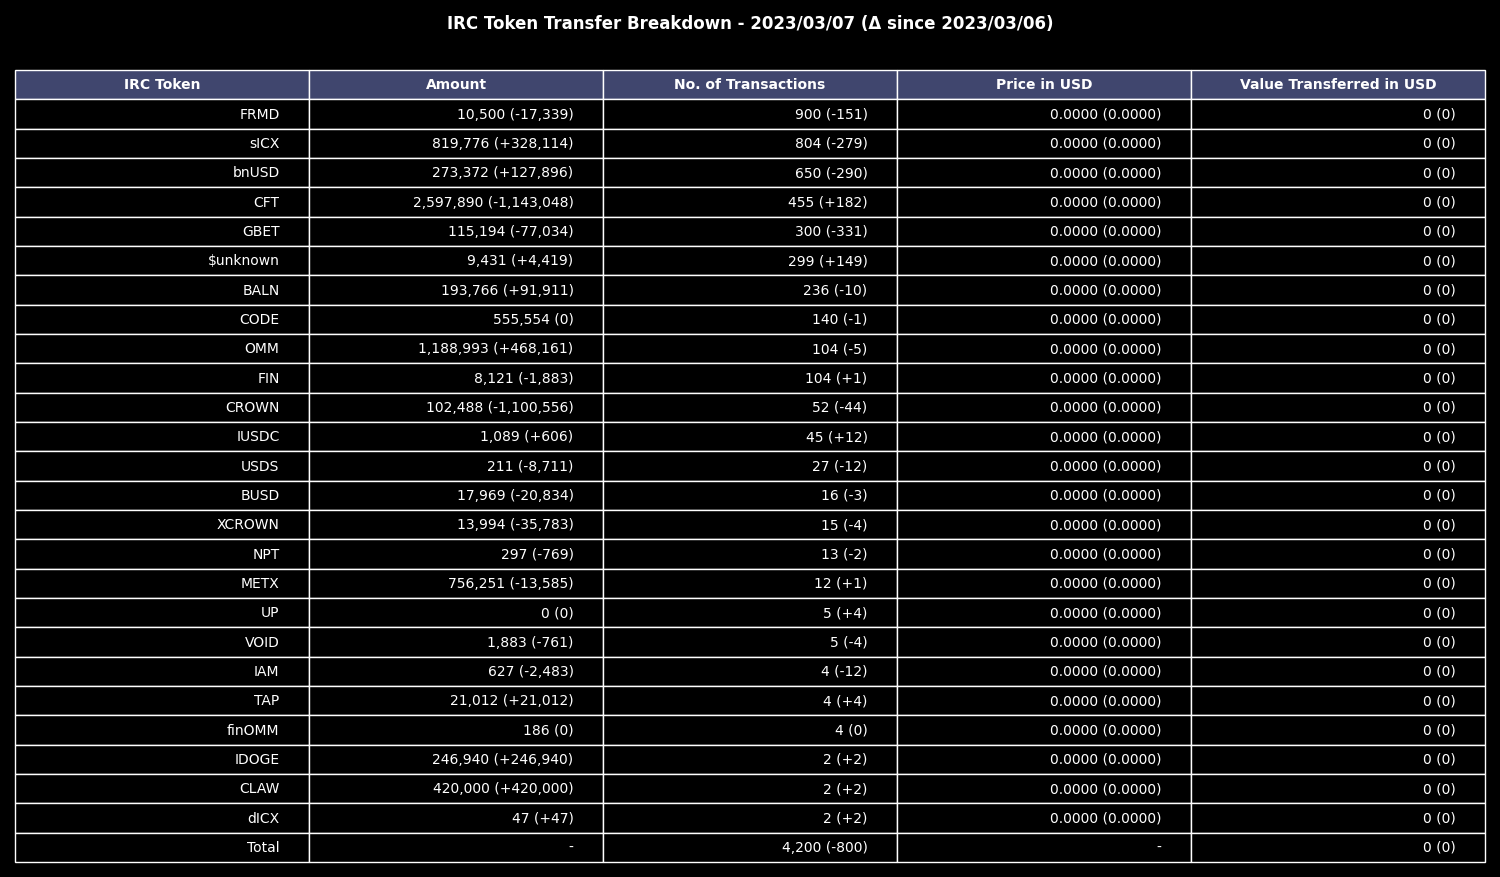 IRC Token Transfer Breakdown - 2023/03/07 (Δ since 2023/03/06)
IRC Token Amount No. of Transactions Price in USD Value Transferred in USD
FRMD 10,500 (-17,339) 900 (-151) 0.0000 (0.0000) 0 (0)
sICX 819,776 (+328,114) 804 (-279) 0.0000 (0.0000) 0 (0)
bnUSD 273,372 (+127,896) 650 (-290) 0.0000 (0.0000) 0 (0)
CFT 2,597,890 (-1,143,048) 455 (+182) 0.0000 (0.0000) 0 (0)
GBET 115,194 (-77,034) 300 (-331) 0.0000 (0.0000) 0 (0)
$unknown 9,431 (+4,419) 299 (+149) 0.0000 (0.0000) 0 (0)
BALN 193,766 (+91,911) 236 (-10) 0.0000 (0.0000) 0 (0)
CODE 555,554 (0) 140 (-1) 0.0000 (0.0000) 0 (0)
OMM 1,188,993 (+468,161) 104 (-5) 0.0000 (0.0000) 0 (0)
FIN 8,121 (-1,883) 104 (+1) 0.0000 (0.0000) 0 (0)
CROWN 102,488 (-1,100,556) 52 (-44) 0.0000 (0.0000) 0 (0)
IUSDC 1,089 (+606) 45 (+12) 0.0000 (0.0000) 0 (0)
USDS 211 (-8,711) 27 (-12) 0.0000 (0.0000) 0 (0)
BUSD 17,969 (-20,834) 16 (-3) 0.0000 (0.0000) 0 (0)
XCROWN 13,994 (-35,783) 15 (-4) 0.0000 (0.0000) 0 (0)
NPT 297 (-769) 13 (-2) 0.0000 (0.0000) 0 (0)
METX 756,251 (-13,585) 12 (+1) 0.0000 (0.0000) 0 (0)
UP 0 (0) 5 (+4) 0.0000 (0.0000) 0 (0)
VOID 1,883 (-761) 5 (-4) 0.0000 (0.0000) 0 (0)
IAM 627 (-2,483) 4 (-12) 0.0000 (0.0000) 0 (0)
TAP 21,012 (+21,012) 4 (+4) 0.0000 (0.0000) 0 (0)
finOMM 186 (0) 4 (0) 0.0000 (0.0000) 0 (0)
IDOGE 246,940 (+246,940) 2 (+2) 0.0000 (0.0000) 0 (0)
CLAW 420,000 (+420,000) 2 (+2) 0.0000 (0.0000) 0 (0)
dICX 47 (+47) 2 (+2) 0.0000 (0.0000) 0 (0)
Total - 4,200 (-800) - 0 (0)